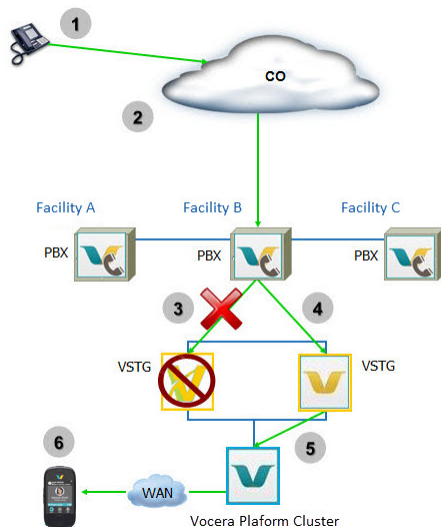 1
CO
2
Facility A
Facility B
Facility C
PBX
PBX
PBX
3
4
VSTG
VSTG
5
6
WAN
Vocera Plaform Cluster